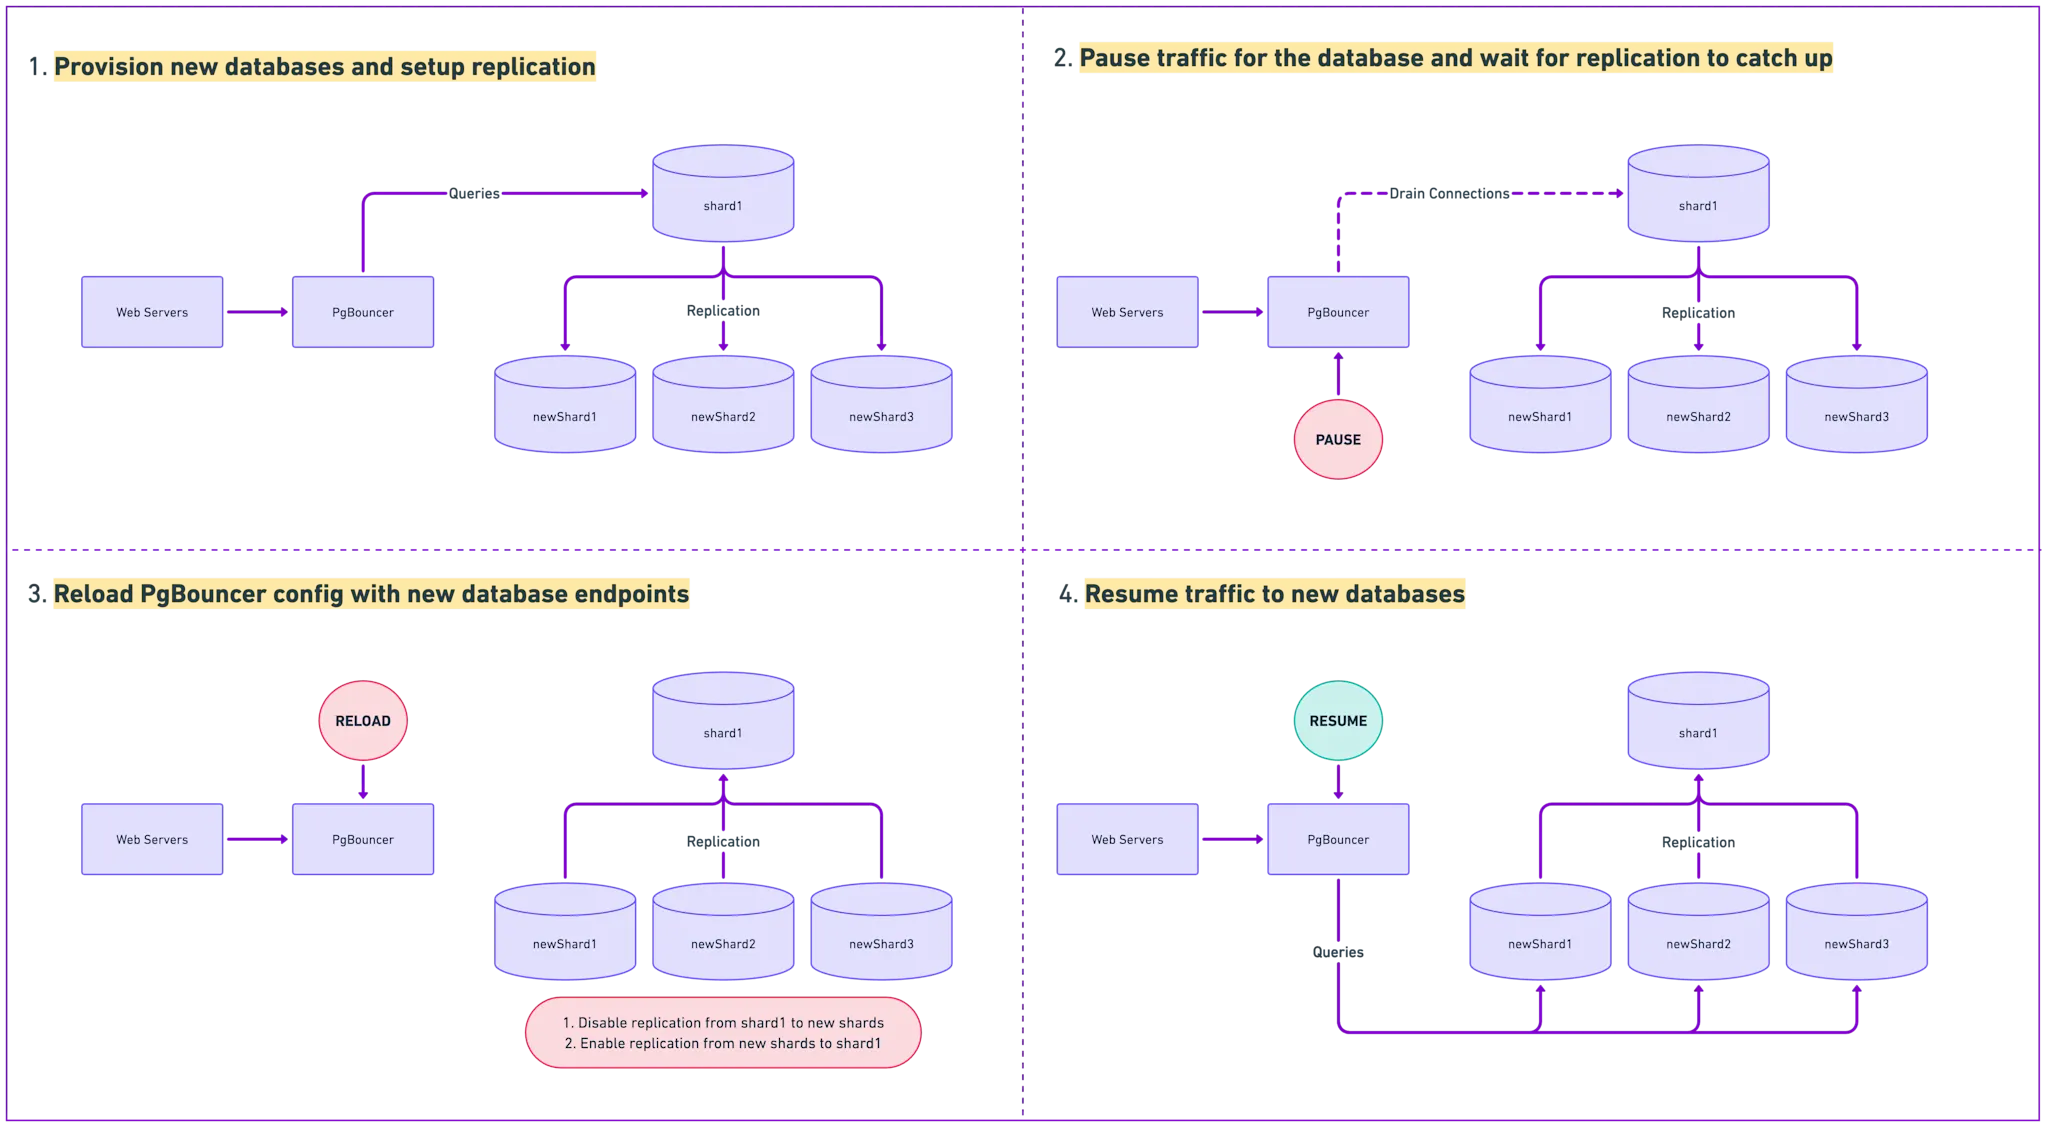 1. Provision new databases and setup replication
Queries
shard1
Web Servers
PgBouncer
Replication
newShard1
newShard2
newShard3
2. Pause traffic for the database and wait for replication to catch up
Drain Connections
shard1
Web Servers
PgBouncer
Replication
newShard1
newShard2
newShard3
PAUSE
3. Reload PgBouncer config with new database endpoints
RELOAD
shard1
Web Servers
PgBouncer
Replication
newShard1
newShard2
newShard3
1. Disable replication from shard1 to new shards
2. Enable replication from new shards to shard1
4. Resume traffic to new databases
RESUME
shard1
Web Servers
PgBouncer
Replication
newShard1
newShard2
newShard3
Queries